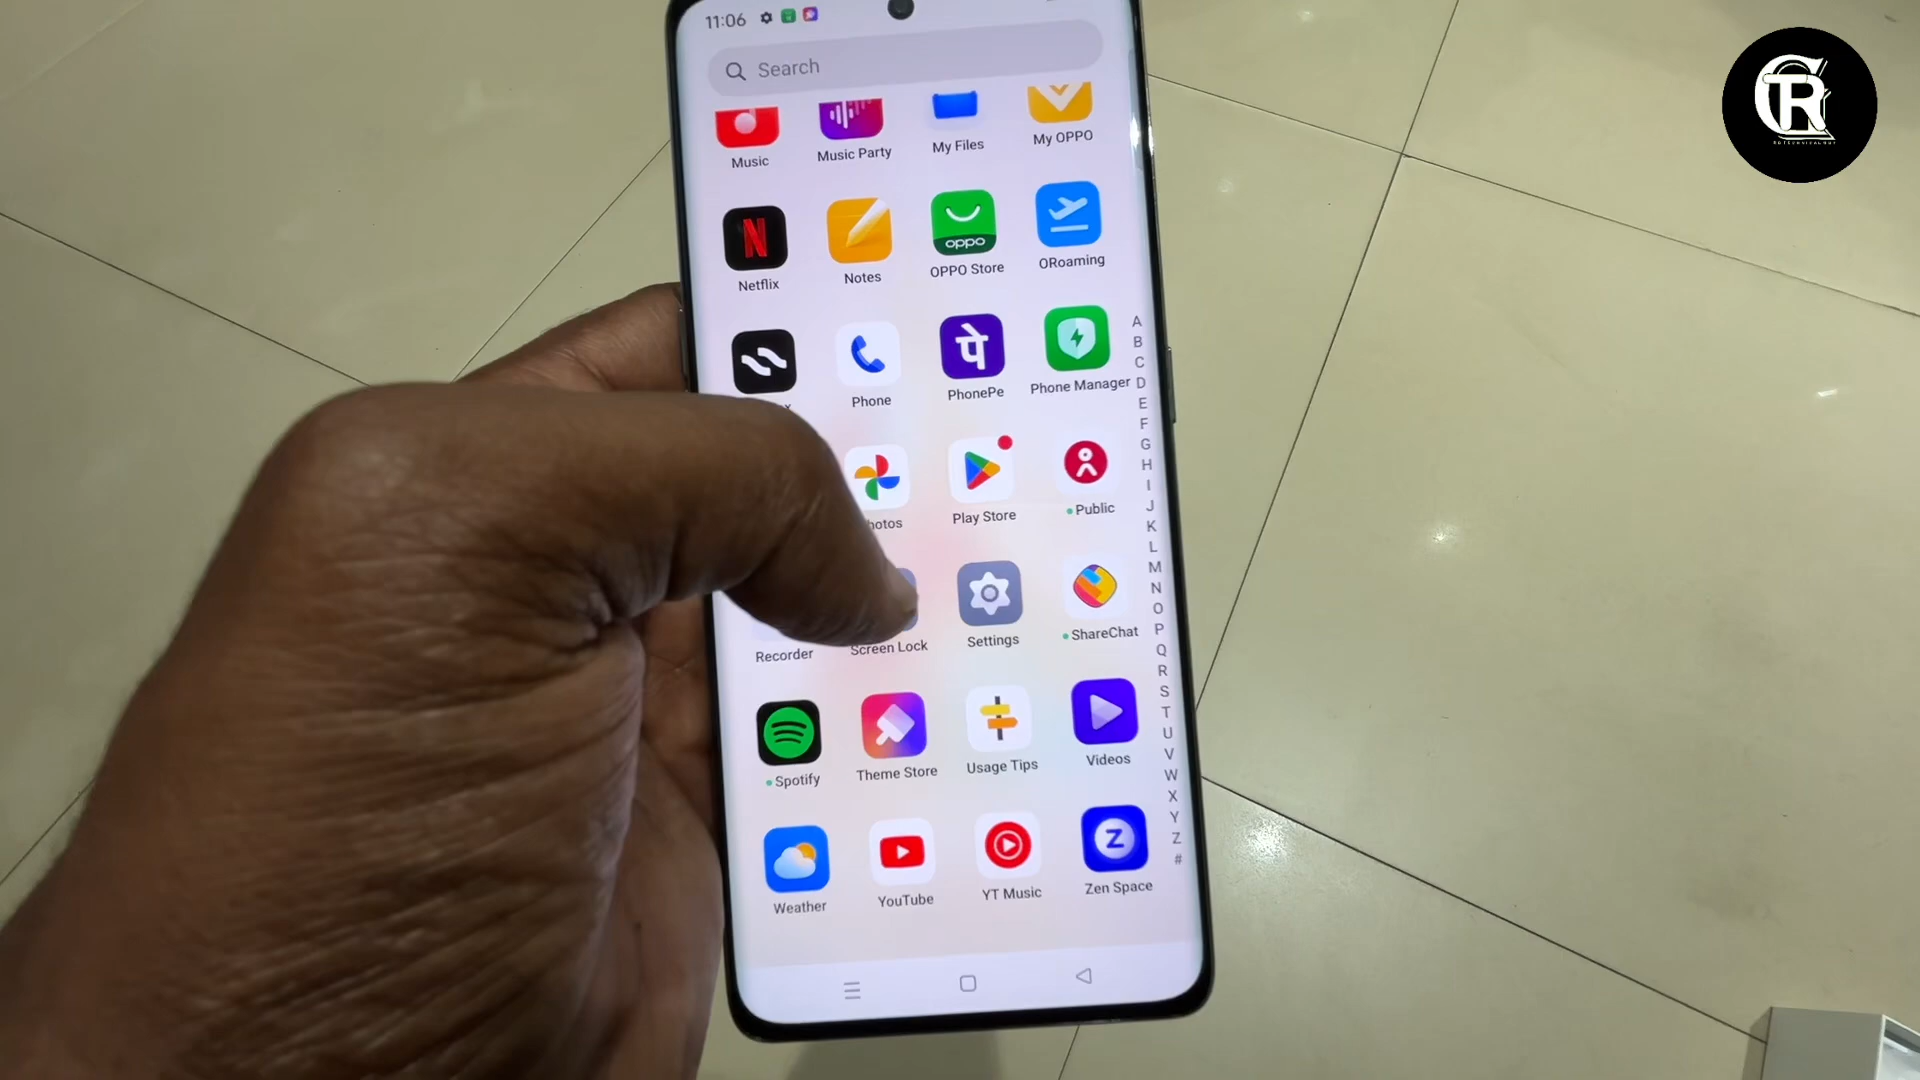 11:06
Search
Music Music Party My Files My OPPO
N
oppo
Netflix Notes OPPO Store ORoaming
पे
Phone PhonePe Phone Manager
Play Store Public
Recorder Screen Lock Settings ShareChat
Spotify Theme Store Usage Tips Videos
Z
Weather YouTube YT Music Zen Space
A
B
C
D
E
F
G
H
I
J
K
L
M
N
O
P
Q
R
S
T
U
V
W
X
Y
Z
#